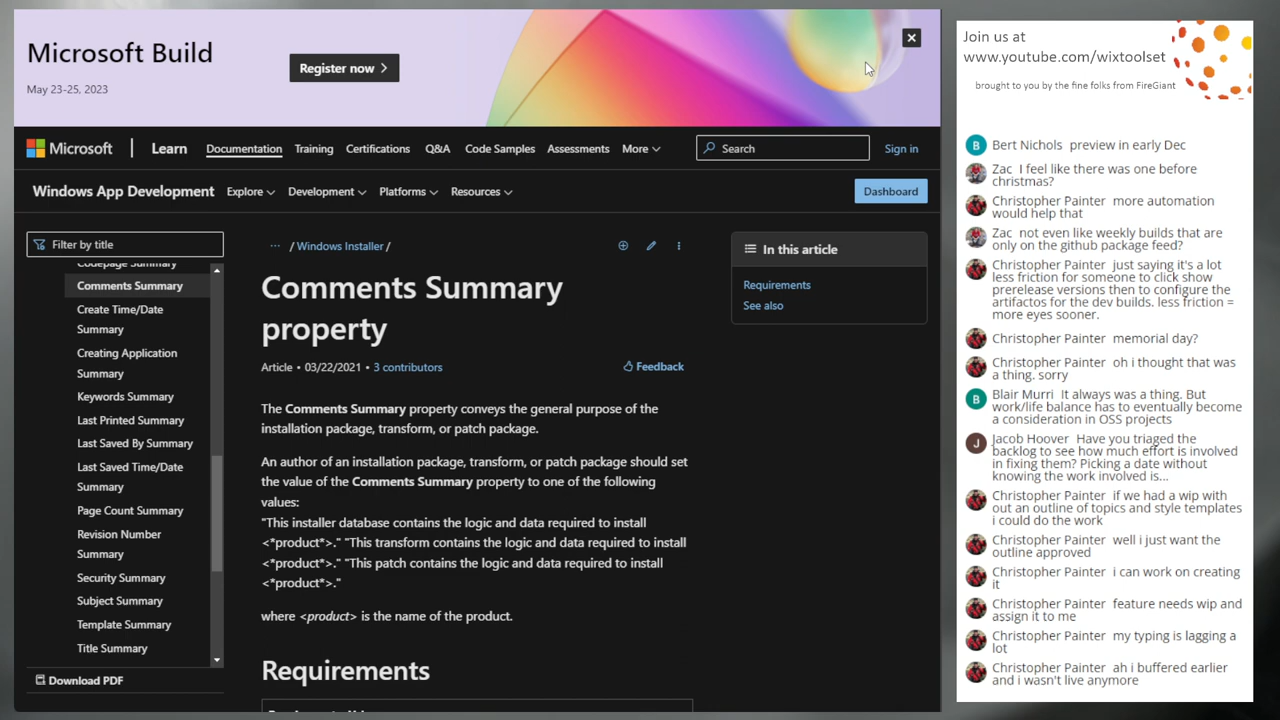 Microsoft Build
May 23-25, 2023
Register now
Microsoft
Learn
Documentation
Training
Certifications
Q&A
Code Samples
Assessments
More
Search
Sign in
Windows App Development
Explore
Development
Platforms
Resources
Dashboard
Filter by title
Codepage Summary
Comments Summary
Create Time/Date
Summary
Creating Application
Summary
Keywords Summary
Last Printed Summary
Last Saved By Summary
Last Saved Time/Date
Summary
Page Count Summary
Revision Number
Summary
Security Summary
Subject Summary
Template Summary
Title Summary
Download PDF
... / Windows Installer /
Comments Summary
property
Article • 03/22/2021 • 3 contributors
Feedback
The Comments Summary property conveys the general purpose of the
installation package, transform, or patch package.
An author of an installation package, transform, or patch package should set
the value of the Comments Summary property to one of the following
values:
"This installer database contains the logic and data required to install
<*product*>." "This transform contains the logic and data required to install
<*product*>." "This patch contains the logic and data required to install
<*product*>."
where <product> is the name of the product.
Requirements
In this article
Requirements
See also
Join us at
www.youtube.com/wixtoolset
brought to you by the fine folks from FireGiant
B
Bert Nichols preview in early Dec
Zac I feel like there was one before
christmas?
Christopher Painter more automation
would help that
Zac not even like weekly builds that are
only on the github package feed?
Christopher Painter just saying it's a lot
less friction for someone to click show
prerelease versions then to configure the
artifactos for the dev builds. less friction =
more eyes sooner.
Christopher Painter memorial day?
Christopher Painter oh i thought that was
a thing. sorry
B
Blair Murri It always was a thing. But
work/life balance has to eventually become
a consideration in OSS projects
J
Jacob Hoover Have you triaged the
backlog to see how much effort is involved
in fixing them? Picking a date without
knowing the work involved is...
Christopher Painter if we had a wip with
out an outline of topics and style templates
i could do the work
Christopher Painter well i just want the
outline approved
Christopher Painter i can work on creating
it
Christopher Painter feature needs wip and
assign it to me
Christopher Painter my typing is lagging a
lot
Christopher Painter ah i buffered earlier
and i wasn't live anymore